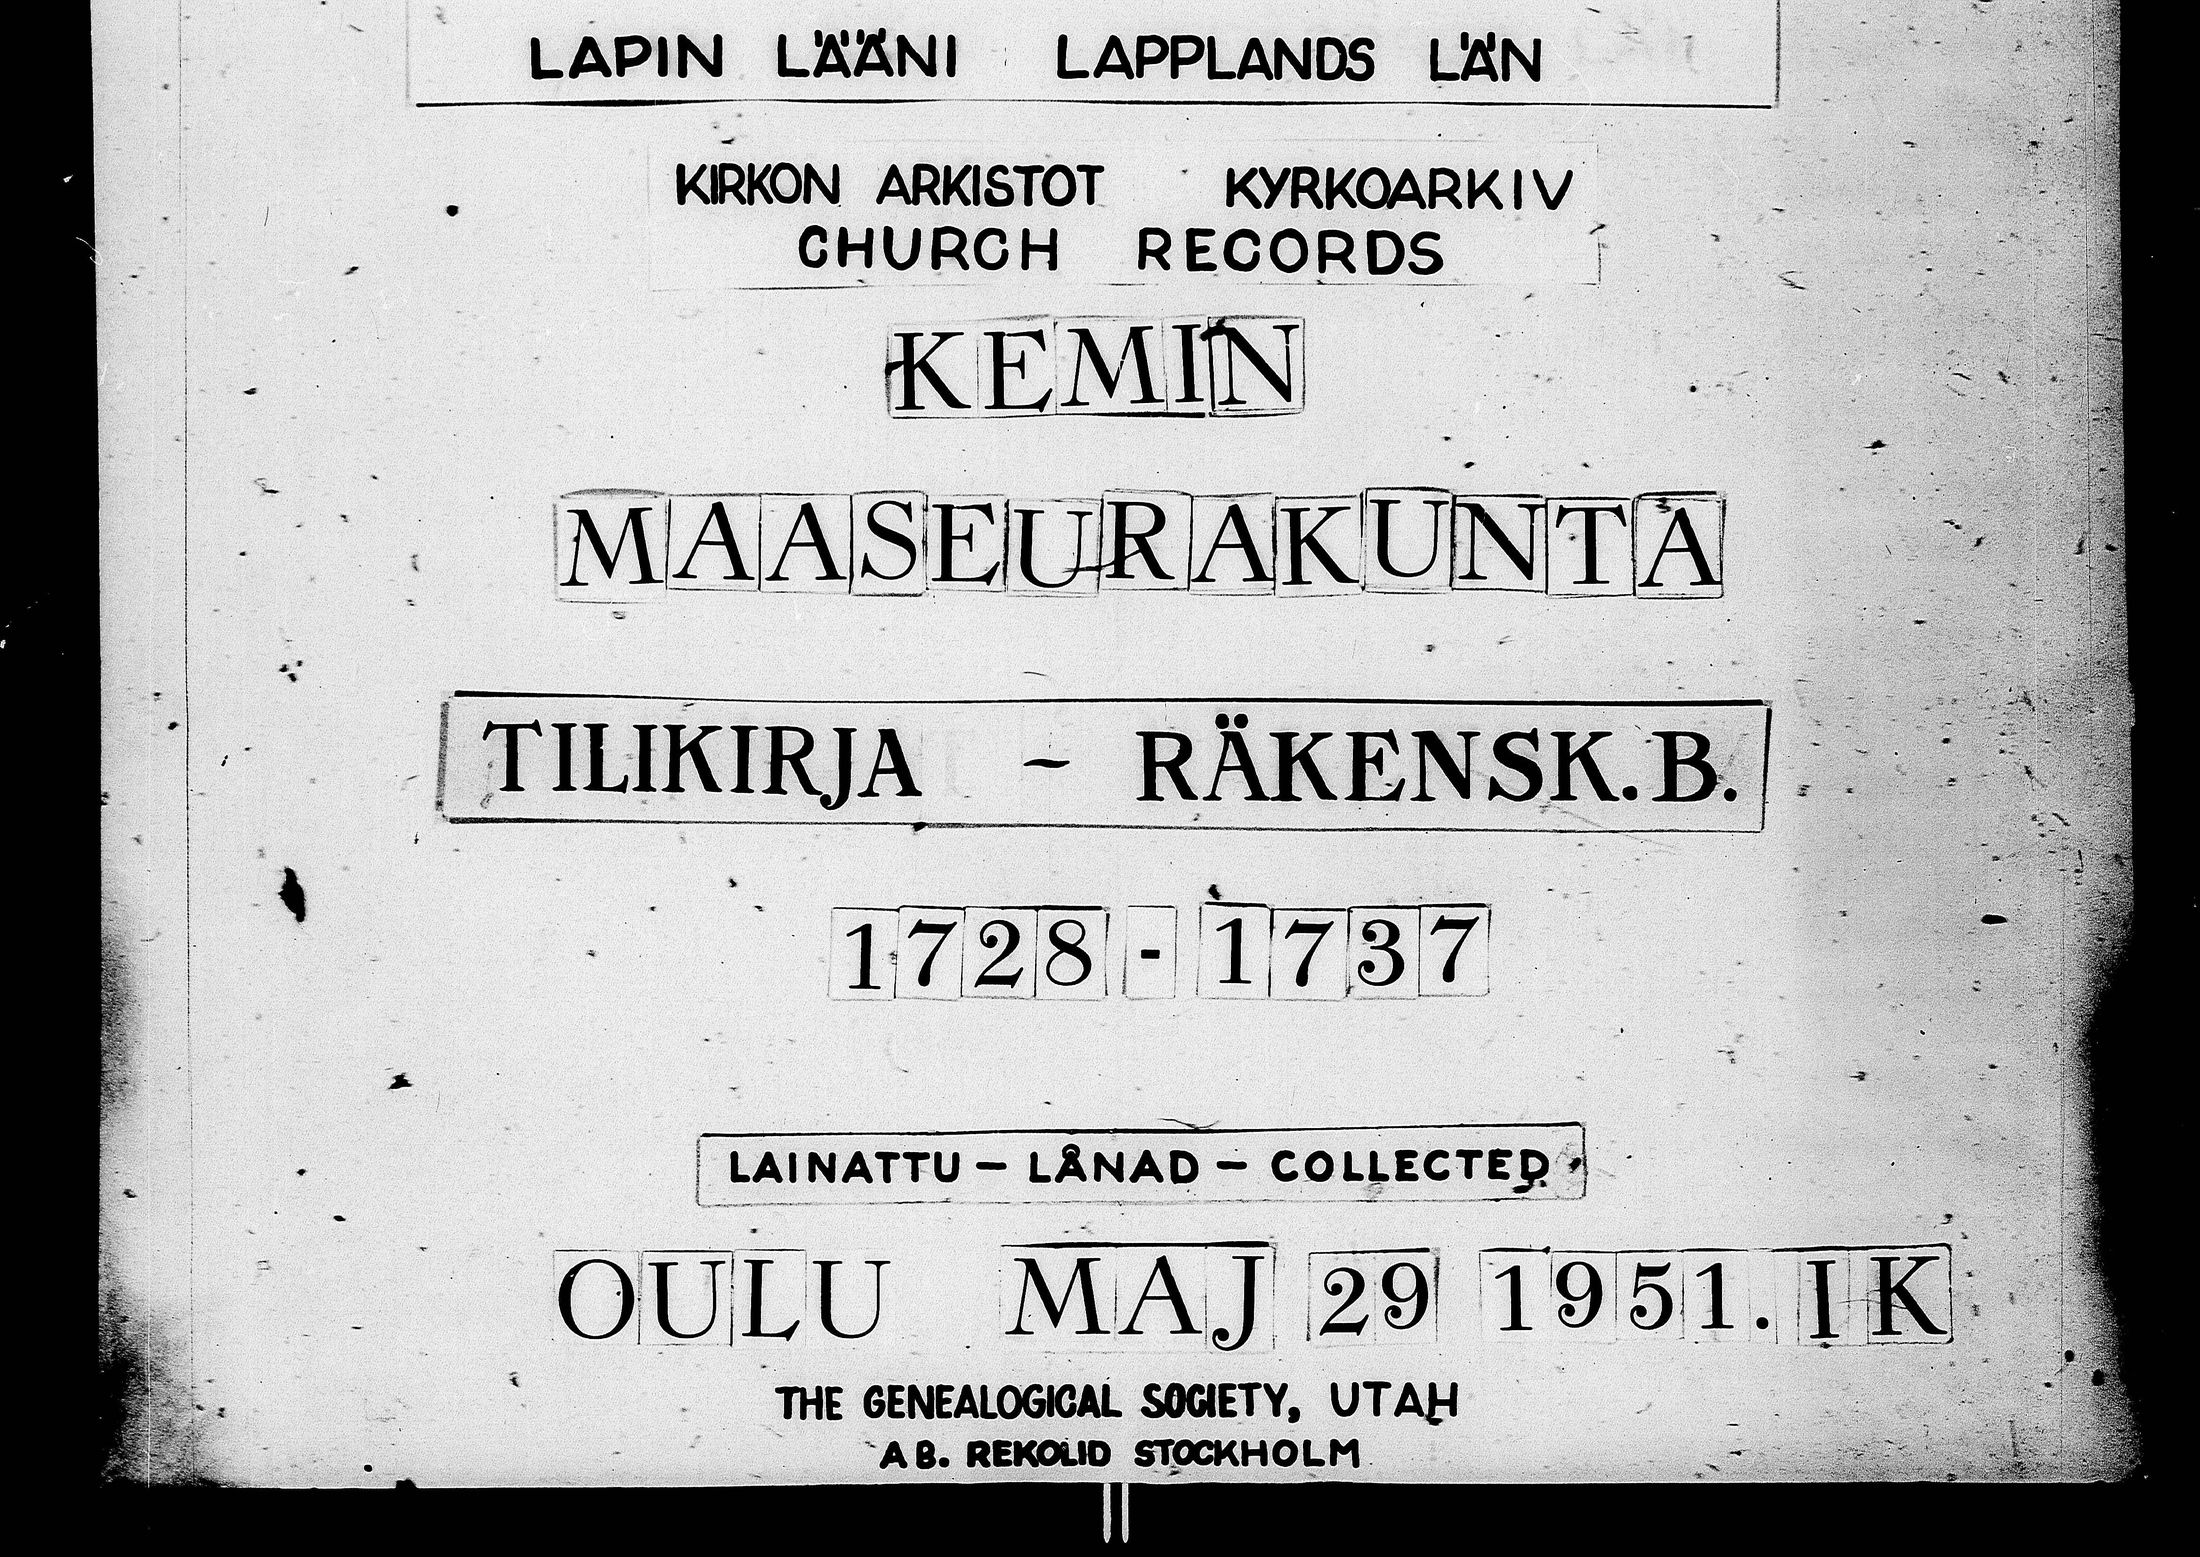 LAPIN LÄÄNI LAPPLANDS LÄN
KIRKON ARKISTOT KYRKOARKIV
CHURCH RECORDS
KEMIN
MAASEURAKUNTA
TILIKIRJA - RÄKENSK.B.
1728-1737
LAINATTU - LÅNAD - COLLECTED.
OULU MAJ 29 1951. IK
THE GENEALOGICAL SOCIETY, UTAH
AB. REKOLID STOCKHOLM